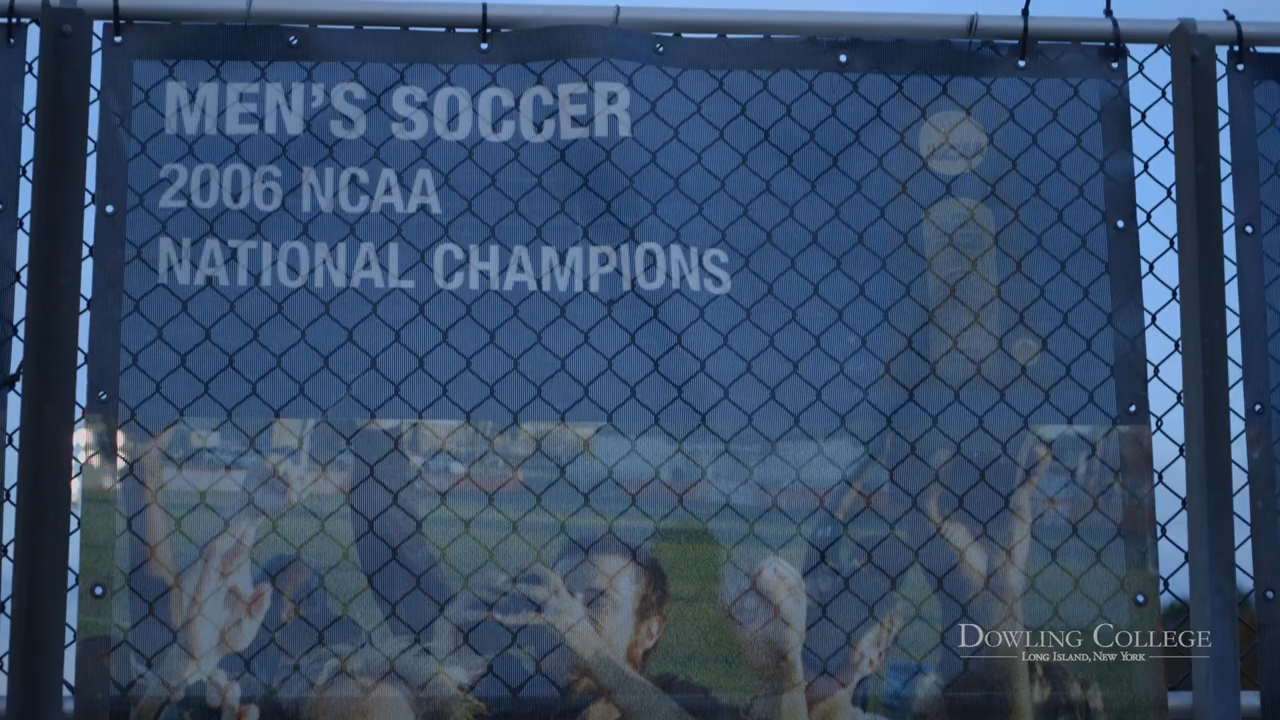 MEN'S SOCCER
2006 NCAA
NATIONAL CHAMPIONS
DOWLING COLLEGE
LONG ISLAND, NEW YORK